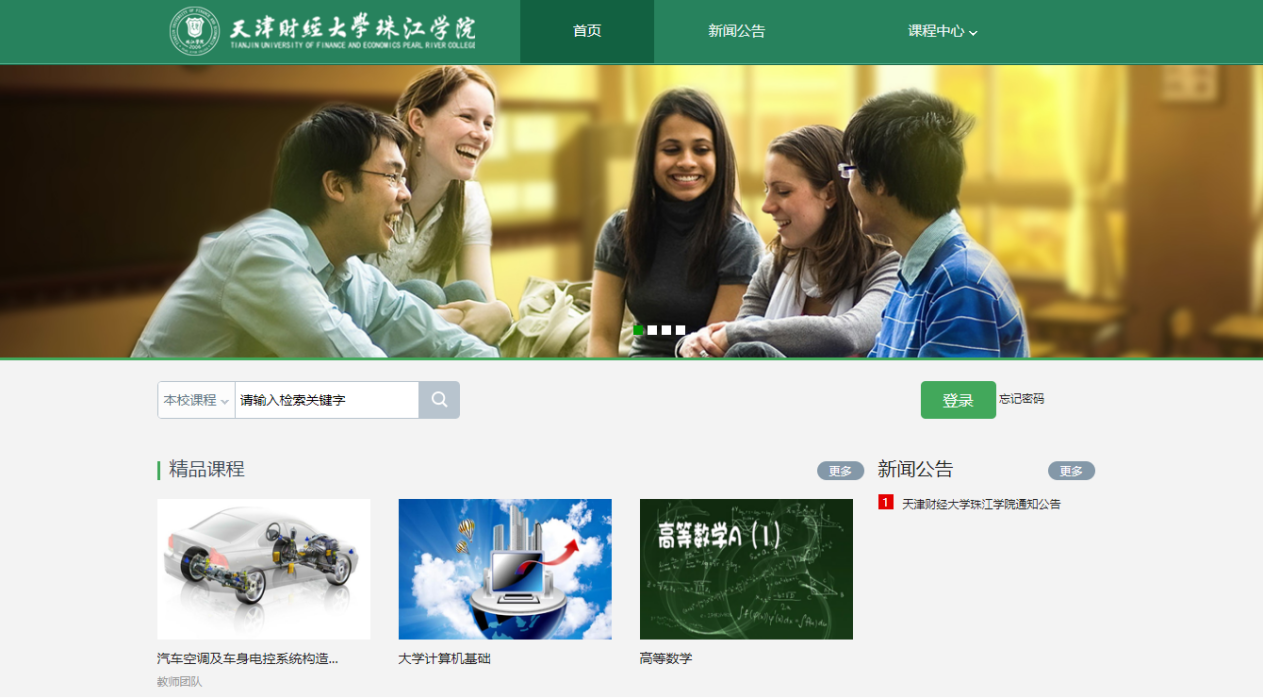 天津财经大學珠江学院
TIANJIN UNIVERSITY OF FINANCE AND ECONOMICS PEARL RIVER COLLEGE
首页
新闻公告
课程中心
本校课程
请输入检索关键字
登录
忘记密码
精品课程
更多
新闻公告
更多
1 天津财经大学珠江学院通知公告
高等数学A(1)
汽车空调及车身电控系统构造...
大学计算机基础
高等数学
教师团队